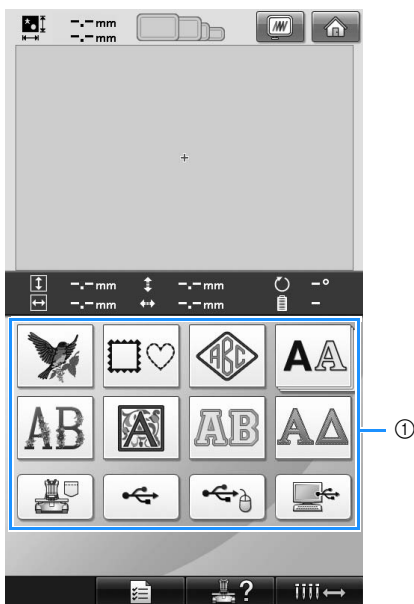 -.- mm
-.- mm
-.- mm -.- mm -°
-.- mm -.- mm -
ABC AA
AB A AB AΔ
①
?